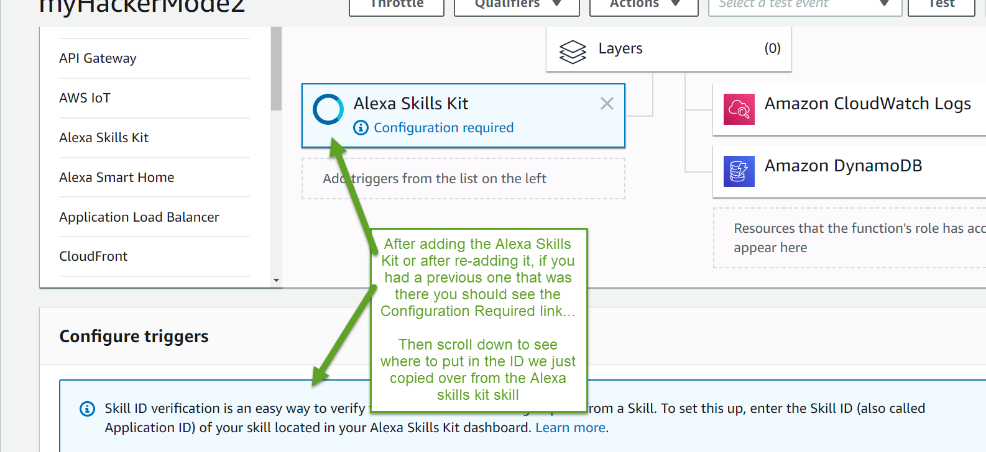 myHackerMode2
Throttle
Qualifiers
Actions
Select a test event
Test
API Gateway
AWS IoT
Alexa Skills Kit
Alexa Smart Home
Application Load Balancer
CloudFront
Layers
(0)
Alexa Skills Kit
Configuration required
Add triggers from the list on the left
Amazon CloudWatch Logs
Amazon DynamoDB
Resources that the function's role has acc
appear here
After adding the Alexa Skills
Kit or after re-adding it, if you
had a previous one that was
there you should see the
Configuration Required link...
Then scroll down to see
where to put in the ID we just
copied over from the Alexa
skills kit skill
Configure triggers
Skill ID verification is an easy way to verify from a Skill. To set this up, enter the Skill ID (also called
Application ID) of your skill located in your Alexa Skills Kit dashboard. Learn more.